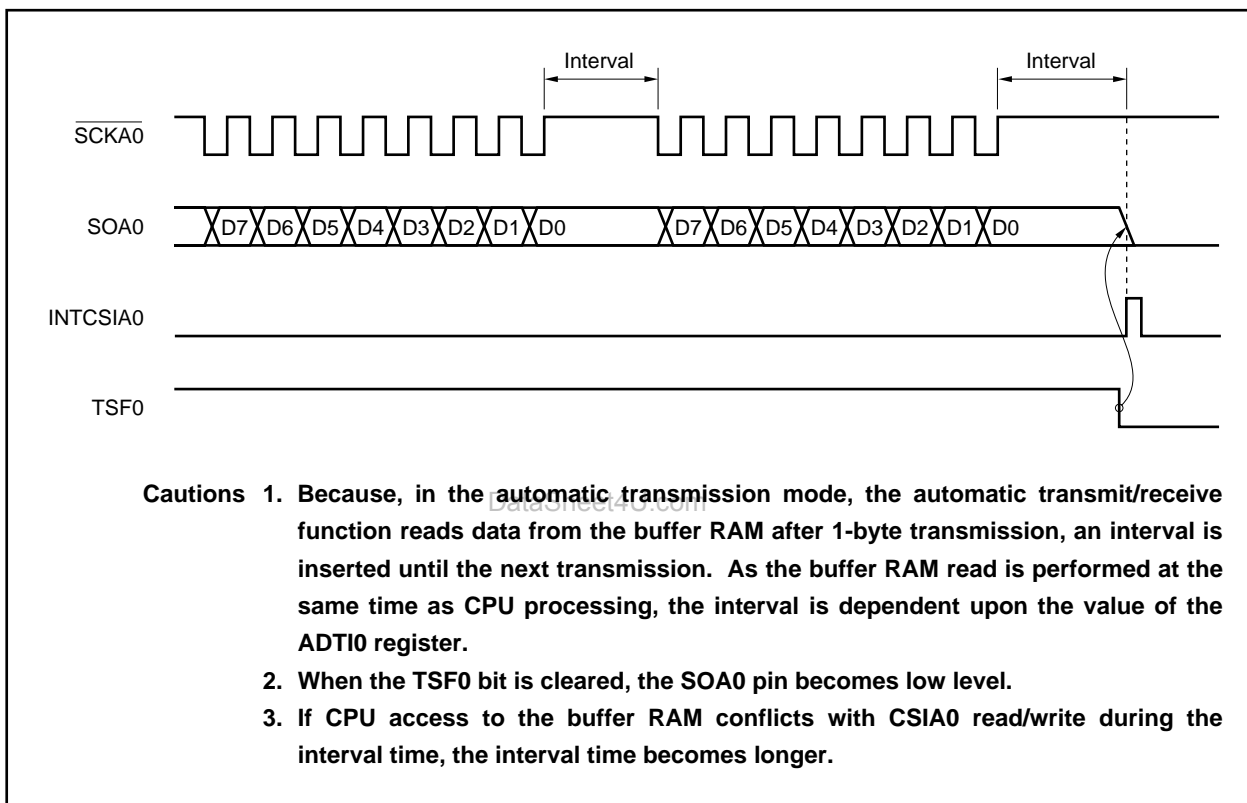 Interval Interval
SCKA0
SOA0 D7 D6 D5 D4 D3 D2 D1 D0 D7 D6 D5 D4 D3 D2 D1 D0
INTCSIA0
TSF0
Cautions 1. Because, in the automatic transmission mode, the automatic transmit/receive
DataSheet4U.com
function reads data from the buffer RAM after 1-byte transmission, an interval is
inserted until the next transmission. As the buffer RAM read is performed at the
same time as CPU processing, the interval is dependent upon the value of the
ADTI0 register.
2. When the TSF0 bit is cleared, the SOA0 pin becomes low level.
3. If CPU access to the buffer RAM conflicts with CSIA0 read/write during the
interval time, the interval time becomes longer.